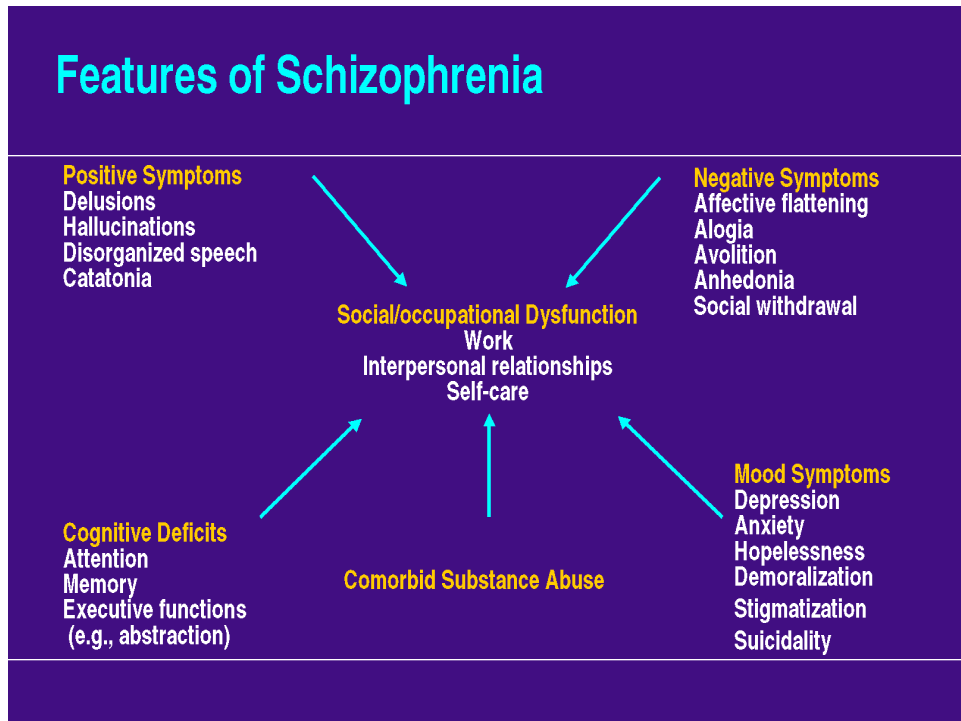 Features of Schizophrenia
Positive Symptoms
Delusions
Hallucinations
Disorganized speech
Catatonia
Negative Symptoms
Affective flattening
Alogia
Avolition
Anhedonia
Social withdrawal
Social/occupational Dysfunction
Work
Interpersonal relationships
Self-care
Cognitive Deficits
Attention
Memory
Executive functions
(e.g., abstraction)
Comorbid Substance Abuse
Mood Symptoms
Depression
Anxiety
Hopelessness
Demoralization
Stigmatization
Suicidality